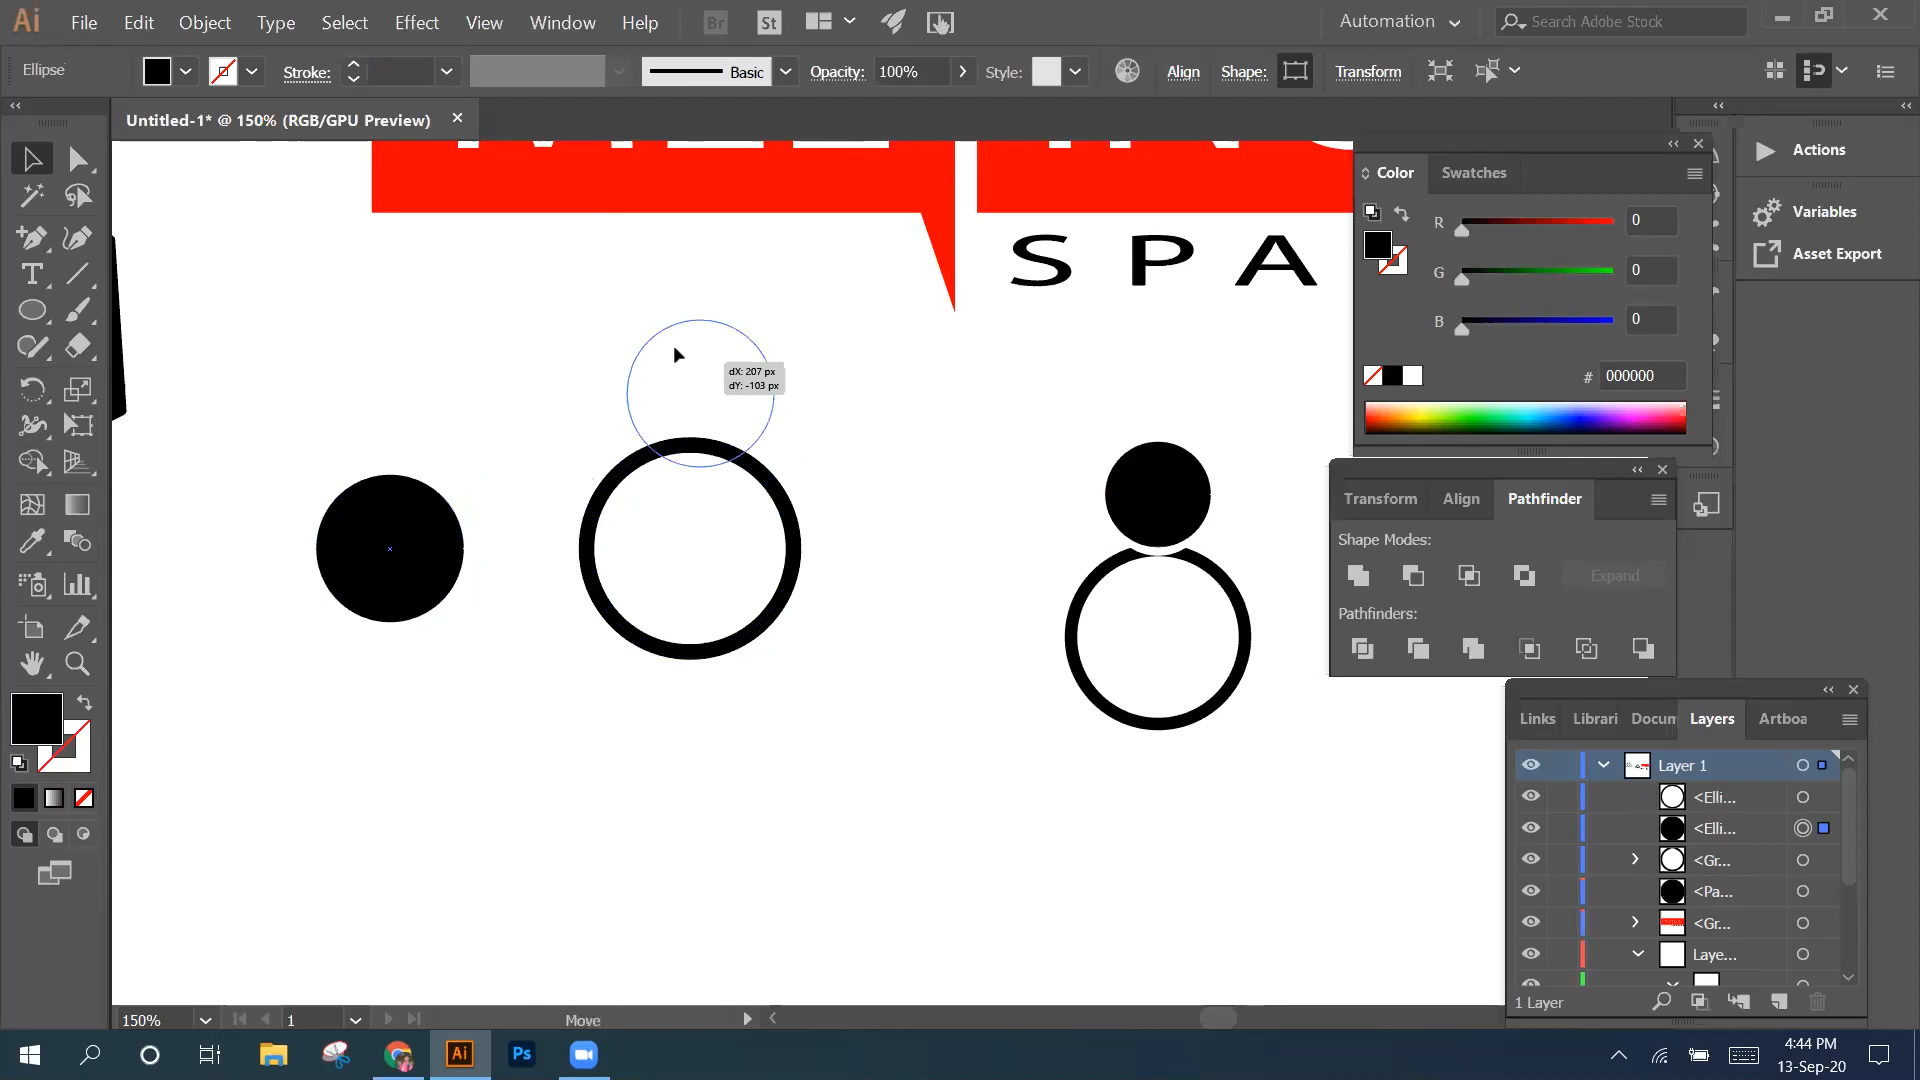 Ai File Edit Object Type Select Effect View Window Help Br St Automation Search Adobe Stock
Ellipse Stroke: Basic Opacity: 100% Style: Align Shape: Transform
Untitled-1* @ 150% (RGB/GPU Preview)
Color Swatches
R 0
G 0
B 0
# 000000
Actions
Variables
Asset Export
SPA
dX: 207 px
dY: -103 px
Transform Align Pathfinder
Shape Modes:
Expand
Pathfinders:
Links Librari Docum Layers Artboa
Layer 1
<Elli...
<Elli...
<Gr...
<Pa...
<Gr...
Laye...
1 Layer
150% 1 Move
Ai Ps
4:44 PM
13-Sep-20